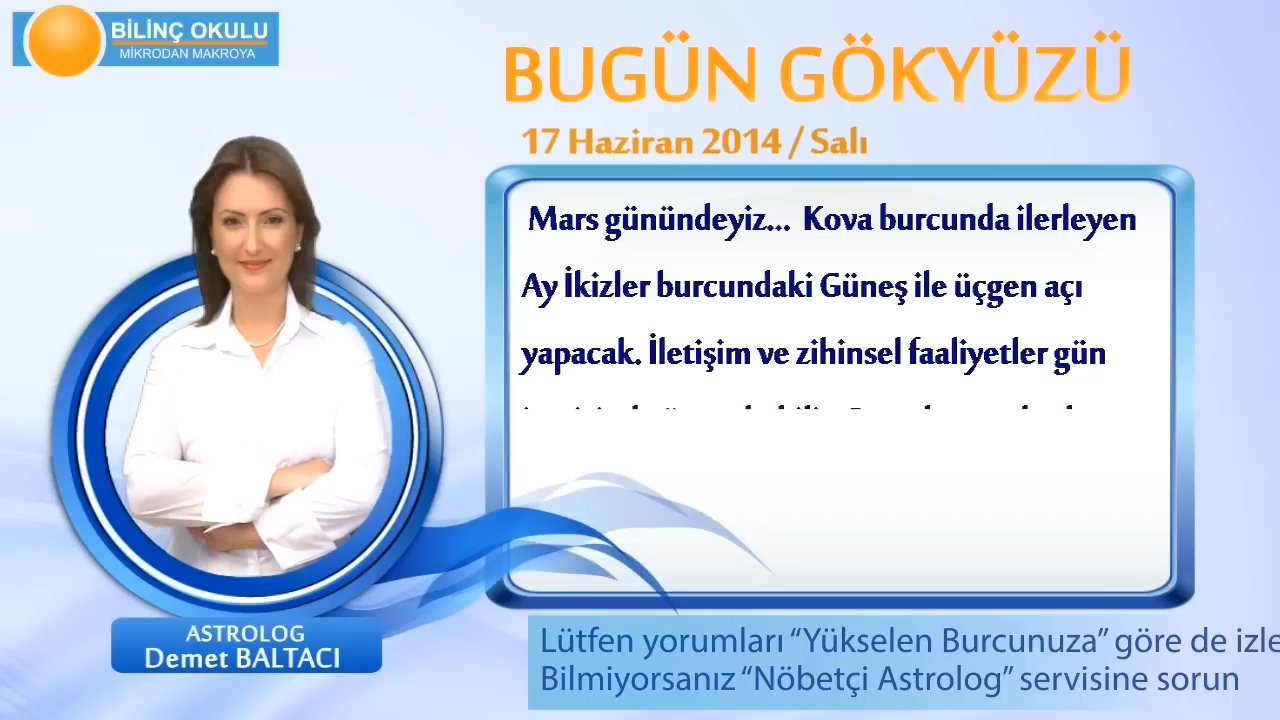 BİLİNÇ OKULU
MİKRODAN MAKROYA
BUGÜN GÖKYÜZÜ
17 Haziran 2014 / Salı
Mars günündeyiz... Kova burcunda ilerleyen
Ay İkizler burcundaki Güneş ile üçgen açı
yapacak. İletişim ve zihinsel faaliyetler gün
ASTROLOG
Demet BALTACI
Lütfen yorumları “Yükselen Burcunuza” göre de izle
Bilmiyorsanız “Nöbetçi Astrolog” servisine sorun